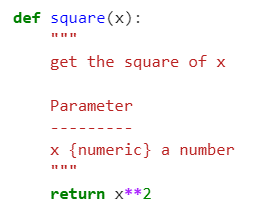 def square(x):
    """
    get the square of x

    Parameter
    ---------
    x {numeric} a number
    """
    return x**2